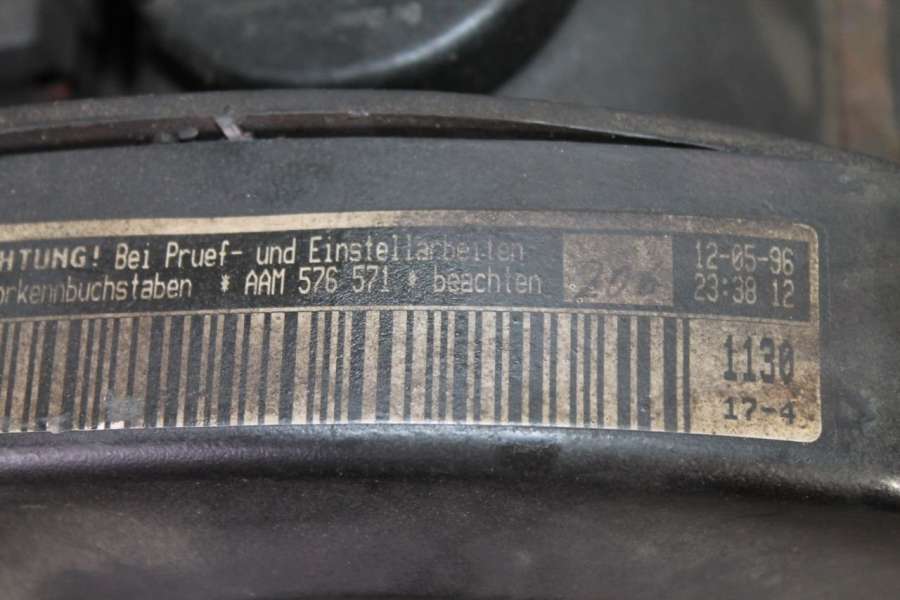 HTUNG! Bei Pruef- und Einstellarbeiten
orkennbuchstaben * AAM 576 571 * beachten
300
12-05-96
23:38 12
1130
17-4